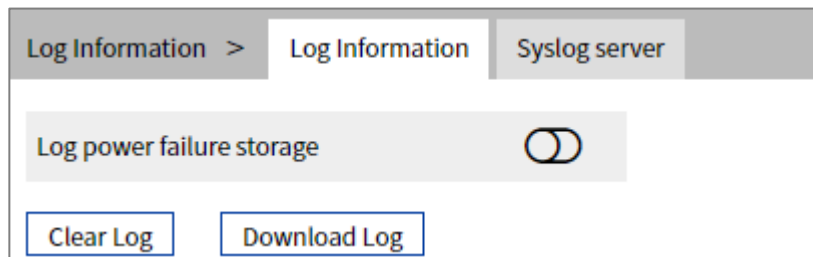 Log Information > Log Information Syslog server
Log power failure storage
Clear Log Download Log